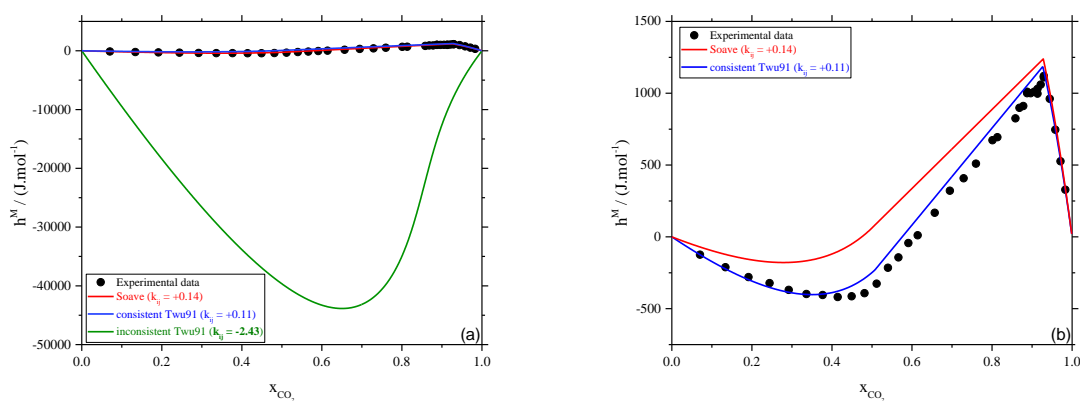 0
-10000
-20000
-30000
-40000
-50000
h^M / (J.mol^-1)
Experimental data
Soave (k_ij = +0.14)
consistent Twu91 (k_ij = +0.11)
inconsistent Twu91 (k_ij = -2.43)
(a)
0.0 0.2 0.4 0.6 0.8 1.0
x_CO2
1500
1000
500
0
-500
h^M / (J.mol^-1)
Experimental data
Soave (k_ij = +0.14)
consistent Twu91 (k_ij = +0.11)
(b)
0.0 0.2 0.4 0.6 0.8 1.0
x_CO2